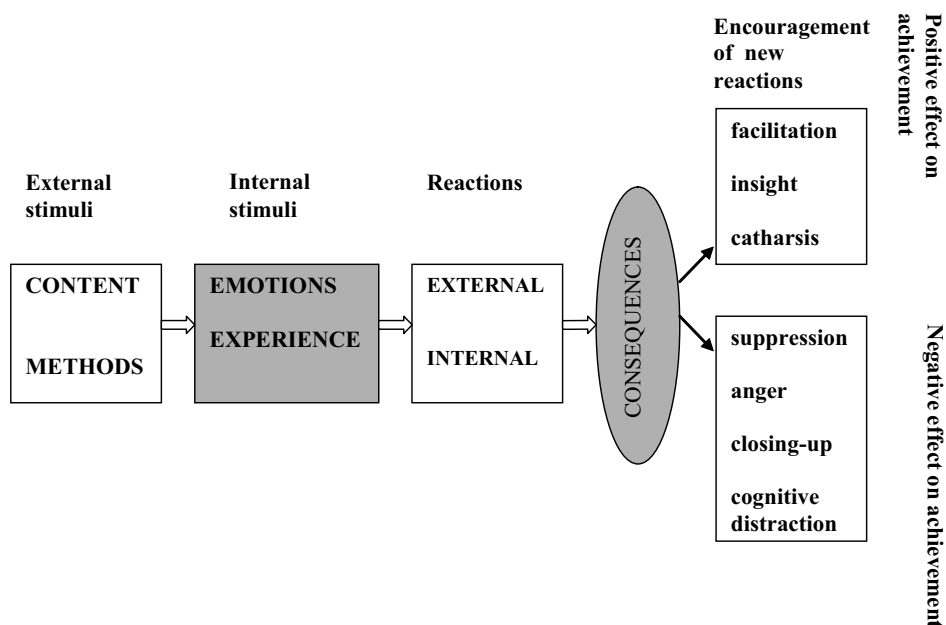 External
stimuli
CONTENT
METHODS
Internal
stimuli
EMOTIONS
EXPERIENCE
Reactions
EXTERNAL
INTERNAL
CONSEQUENCES
Encouragement
of new
reactions
facilitation
insight
catharsis
suppression
anger
closing-up
cognitive
distraction
Positive effect on
achievement
Negative effect on achievement